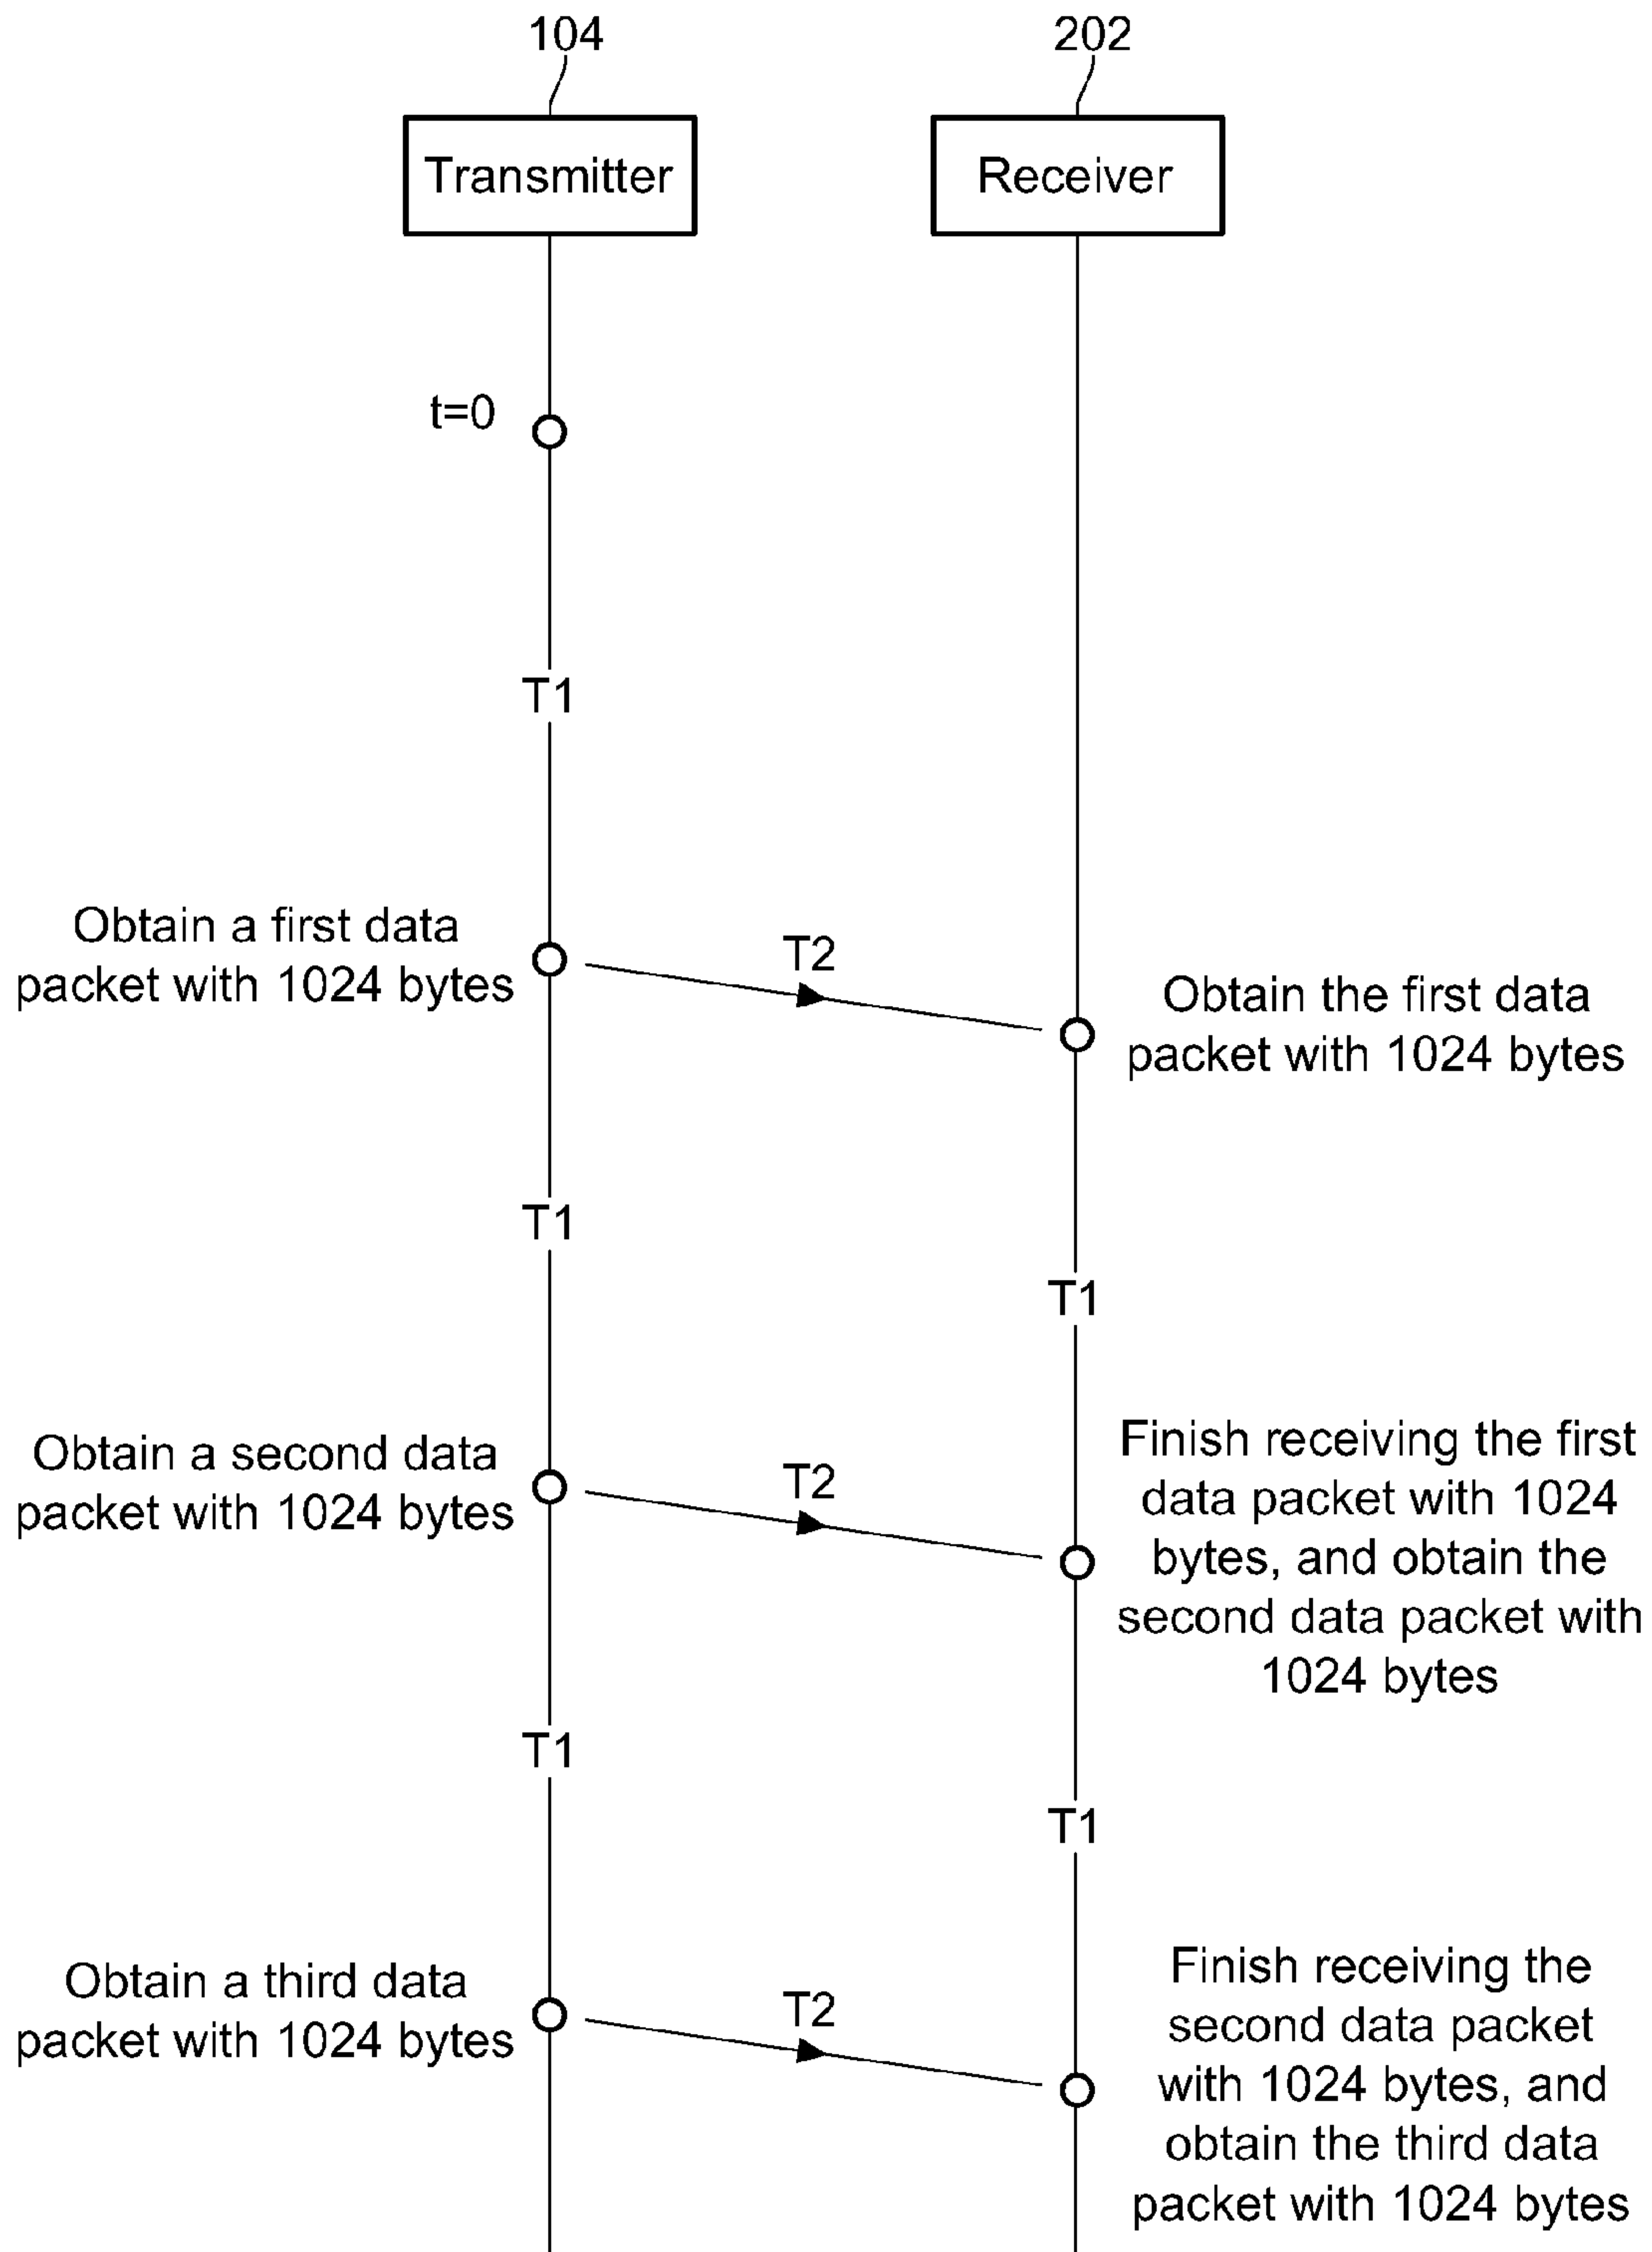 104
202
Transmitter
Receiver
t=0
T1
Obtain a first data
packet with 1024 bytes
T2
Obtain the first data
packet with 1024 bytes
T1
T1
Obtain a second data
packet with 1024 bytes
T2
Finish receiving the first
data packet with 1024
bytes, and obtain the
second data packet with
1024 bytes
T1
T1
Obtain a third data
packet with 1024 bytes
T2
Finish receiving the
second data packet
with 1024 bytes, and
obtain the third data
packet with 1024 bytes